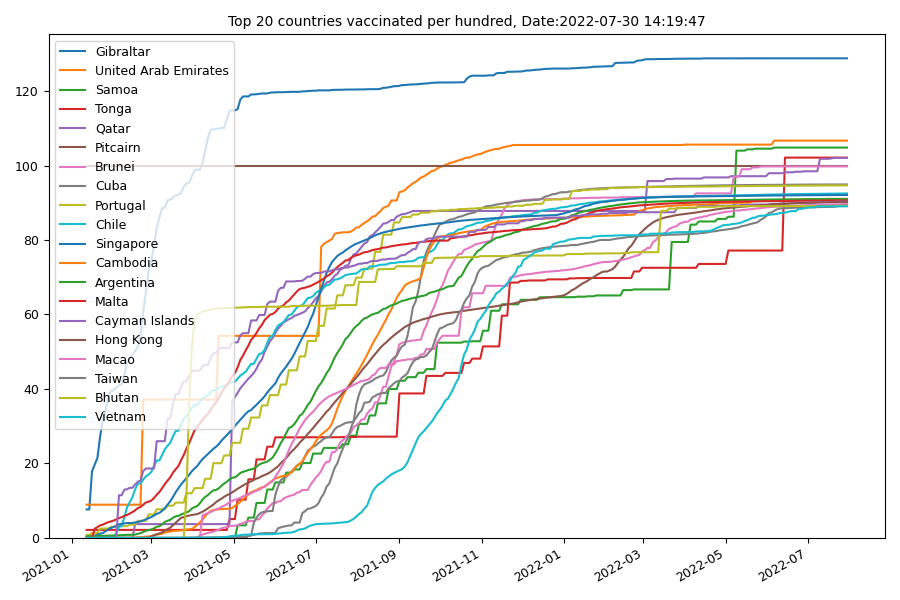 Top 20 countries vaccinated per hundred, Date:2022-07-30 14:19:47
Gibraltar
United Arab Emirates
Samoa
Tonga
Qatar
Pitcairn
Brunei
Cuba
Portugal
Chile
Singapore
Cambodia
Argentina
Malta
Cayman Islands
Hong Kong
Macao
Taiwan
Bhutan
Vietnam
120
100
80
60
40
20
0
2021-01
2021-03
2021-05
2021-07
2021-09
2021-11
2022-01
2022-03
2022-05
2022-07